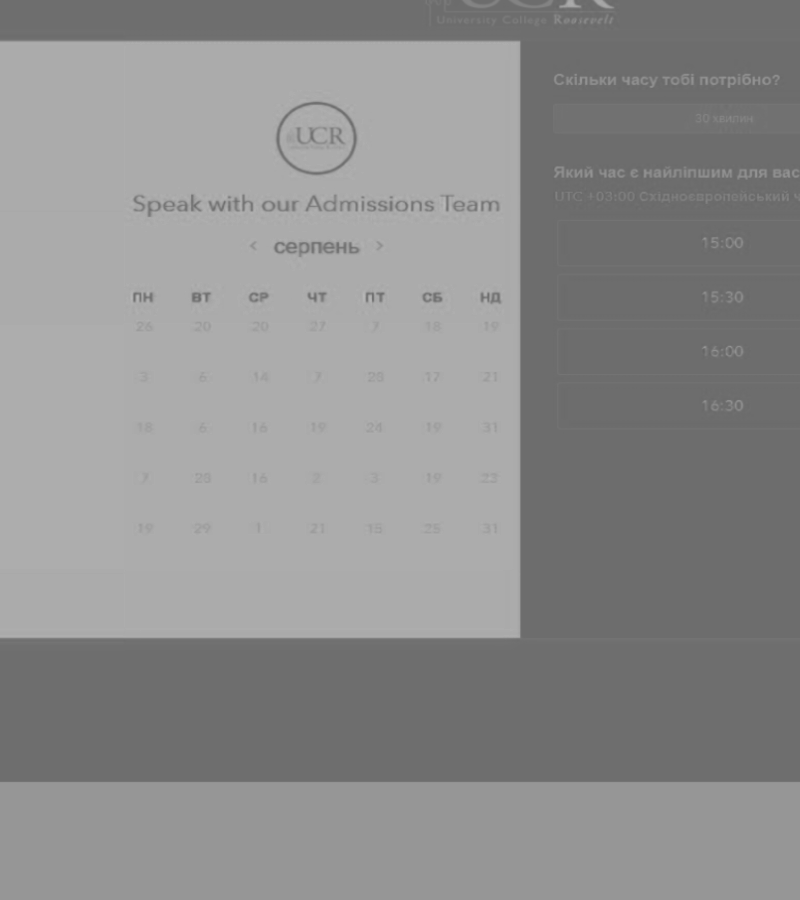 University College Roosevelt
UCR
Speak with our Admissions Team
‹ серпень ›
ПН ВТ СР ЧТ ПТ СБ НД
26 20 20 27 7 18 19
3 6 14 7 28 17 21
18 6 16 19 24 19 31
7 28 16 2 3 19 22
19 29 1 21 15 25 31
Скільки часу тобі потрібно?
30 хвилин
Який час є найліпшим для вас
UTC +03:00 Східноєвропейський ч
15:00
15:30
16:00
16:30